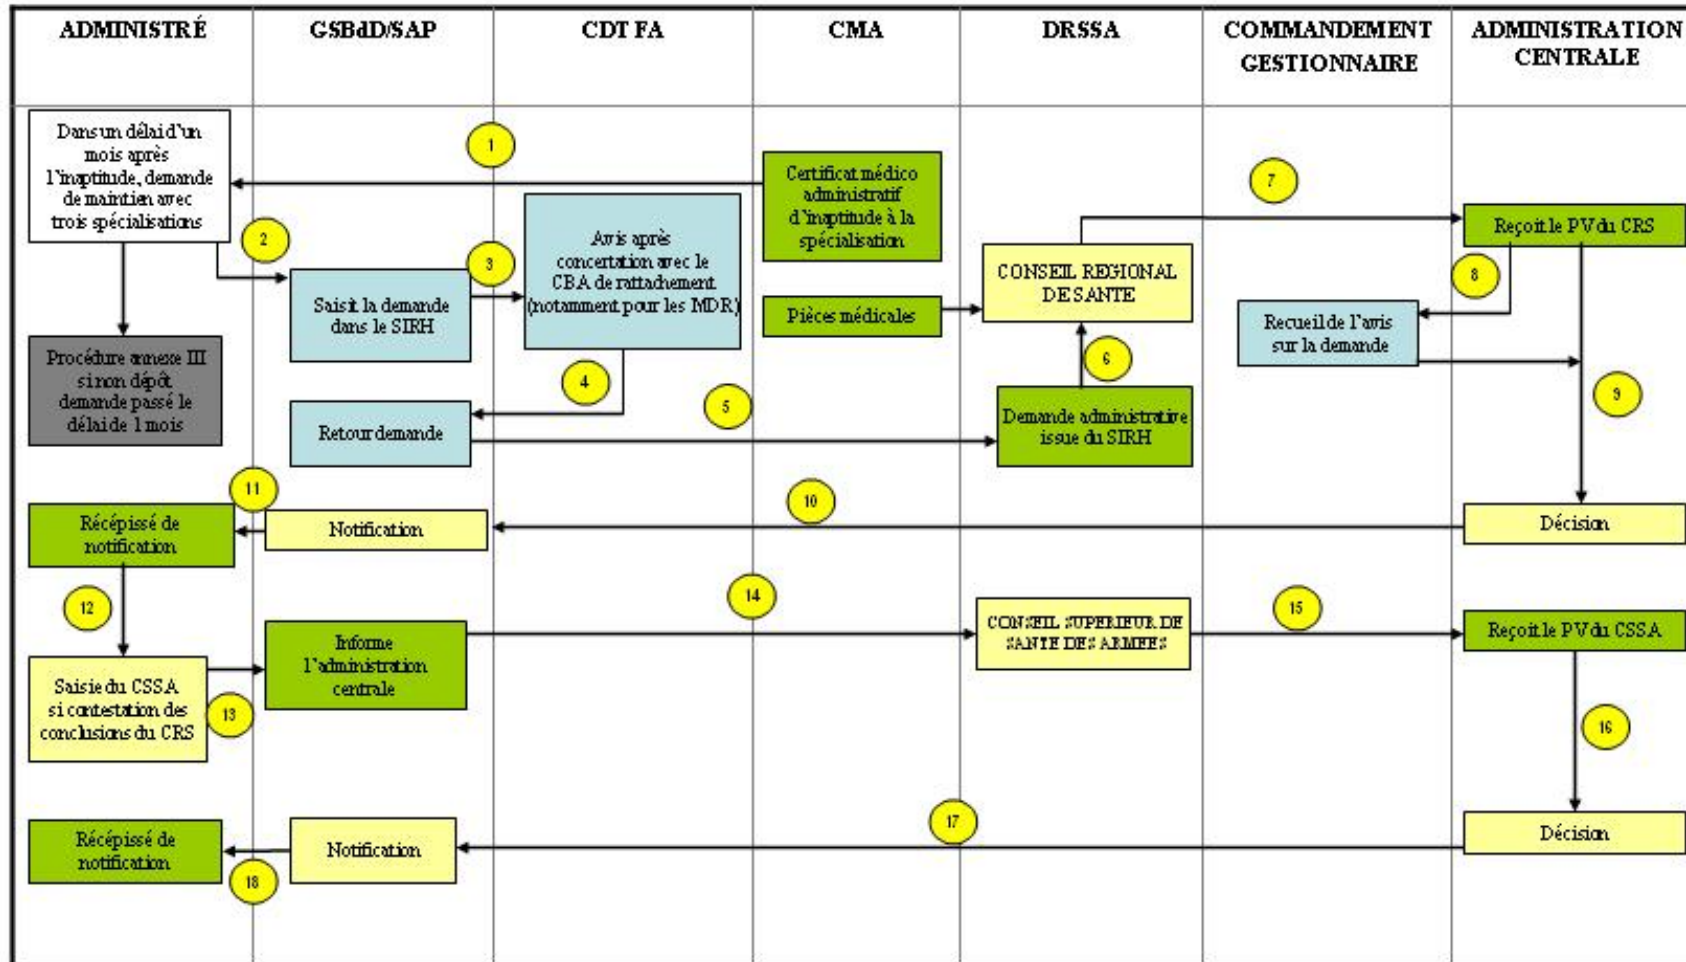 ADMINISTRÉ
GSBdD/SAP
CDT FA
CMA
DRSSA
COMMANDEMENT
GESTIONNAIRE
ADMINISTRATION
CENTRALE
Dans un délai d'un
mois après
l'inaptitude, demande
de maintien avec
trois spécialisations
1
Certificat médico
administratif
d'inaptitude à la
spécialisation
7
Reçoit le PV du CRS
2
3
Avis après
concertation avec le
CBA de rattachement
(notamment pour les MDR)
Saisit la demande
dans le SIRH
CONSEIL REGIONAL
DE SANTE
8
Pièces médicales
Recueil de l'avis
sur la demande
Procédure annexe III
si non dépôt
demande passé le
délai de 1 mois
4
5
6
9
Retour demande
Demande administrative
issue du SIRH
11
10
Récépissé de
notification
Notification
Décision
12
14
15
Informe
l'administration
centrale
CONSEIL SUPERIEUR DE
SANTE DES ARMEES
Reçoit le PV du CSSA
Saisie du CSSA
si contestation des
conclusions du CRS
13
16
17
Récépissé de
notification
Notification
Décision
18